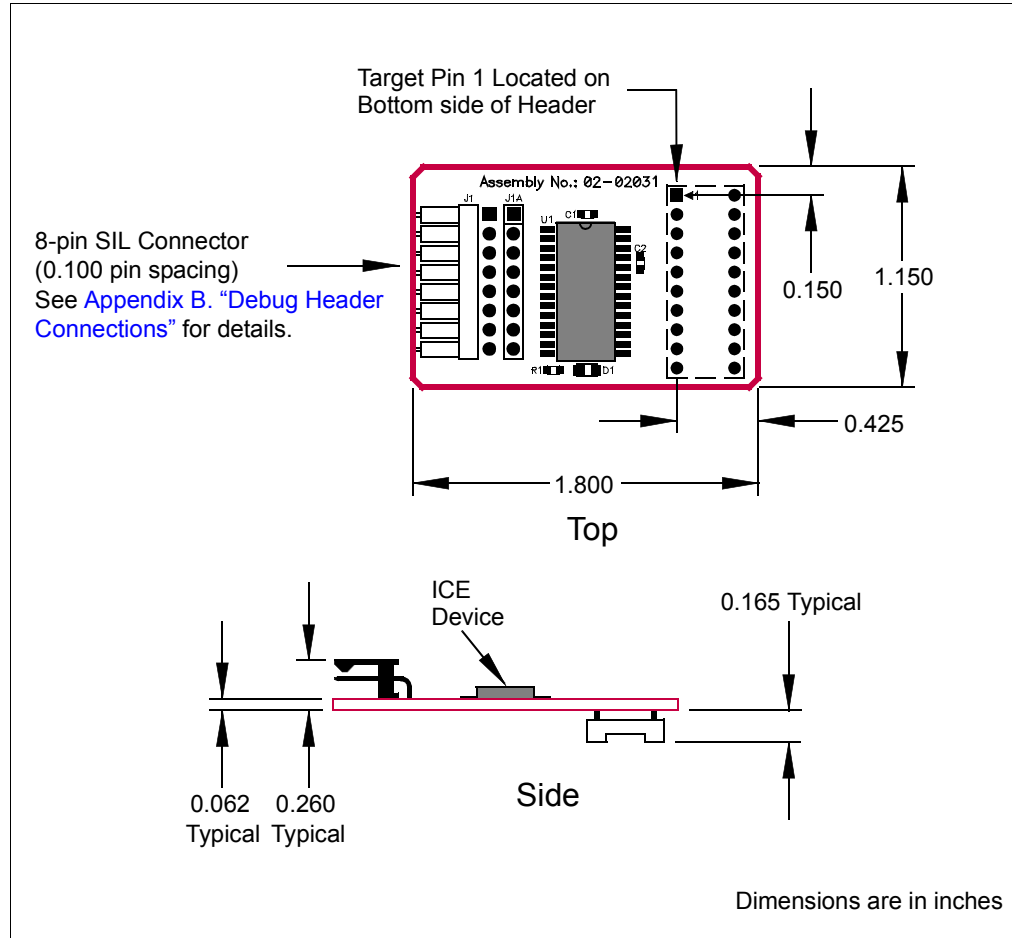 Target Pin 1 Located on
Bottom side of Header
Assembly No.: 02-02031
J1
J1A
U1
C1
C2
R1
D1
8-pin SIL Connector
(0.100 pin spacing)
See Appendix B. “Debug Header
Connections” for details.
0.150
1.150
0.425
1.800
Top
ICE
Device
0.165 Typical
0.062
Typical
0.260
Typical
Side
Dimensions are in inches